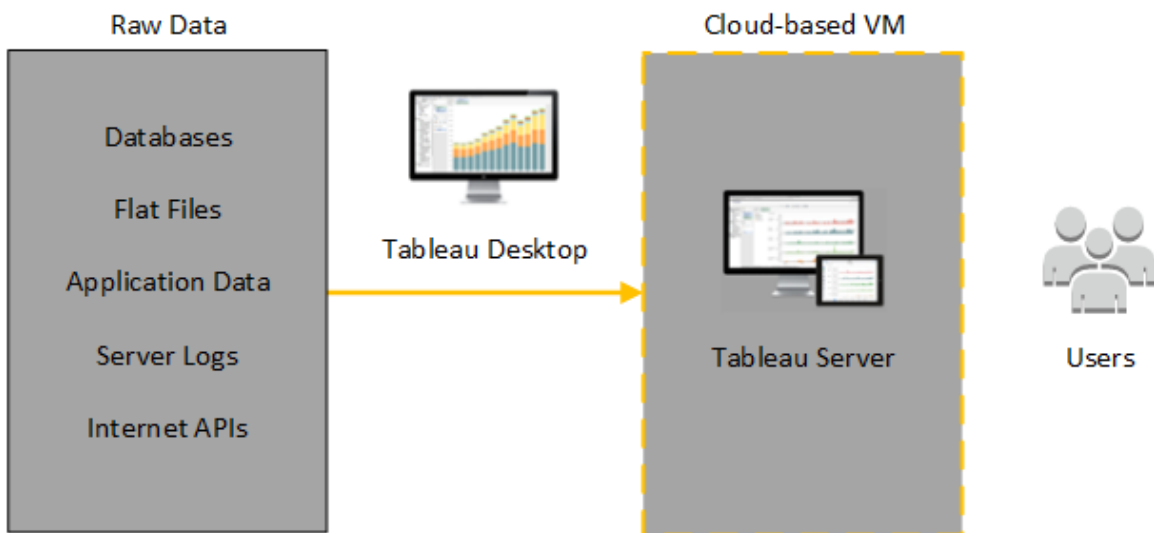 Raw Data
Databases
Flat Files
Application Data
Server Logs
Internet APIs
Tableau Desktop
Cloud-based VM
Tableau Server
Users